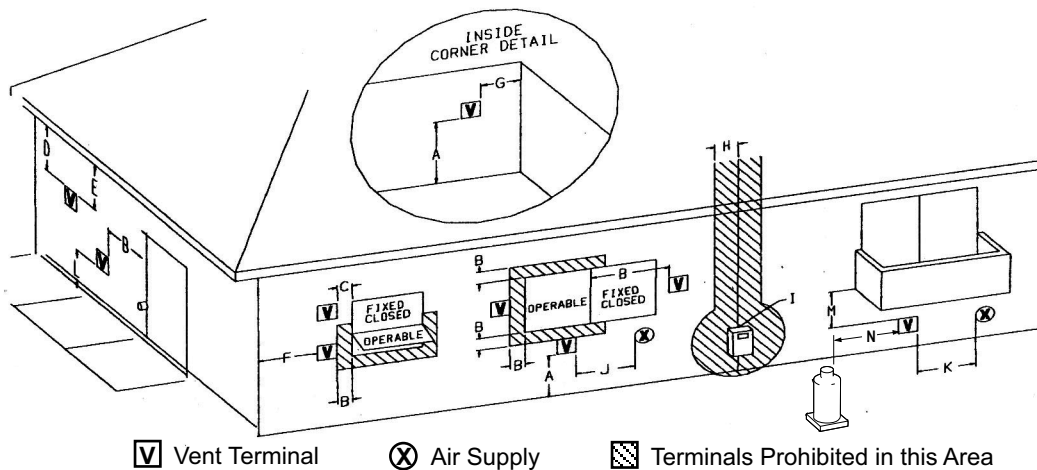 INSIDE
CORNER DETAIL
G
V
A
H
D
E
V
B
V
B
C
V
FIXED
CLOSED
OPERABLE
F
V
B
B
OPERABLE
FIXED
CLOSED
B
V
V
B
B
V
A
J
X
I
M
N
V
X
K
V Vent Terminal
X Air Supply
Terminals Prohibited in this Area